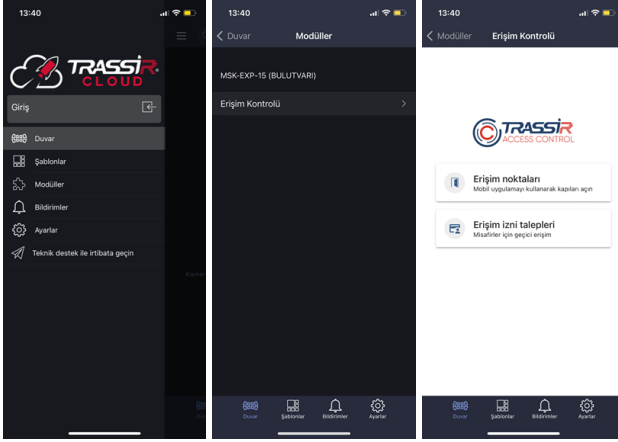 13:40
TRASSIR
CLOUD
Giriş
Duvar
Şablonlar
Modüller
Bildirimler
Ayarlar
Teknik destek ile irtibata geçin
13:40
Duvar
Modüller
MSK-EXP-15 (BULUTVARI)
Erişim Kontrolü
Duvar
Şablonlar
Bildirimler
Ayarlar
13:40
Modüller
Erişim Kontrolü
TRASSIR
ACCESS CONTROL
Erişim noktaları
Mobil uygulamayı kullanarak kapıları açın
Erişim izni talepleri
Misafirler için geçici erişim
Duvar
Şablonlar
Bildirimler
Ayarlar